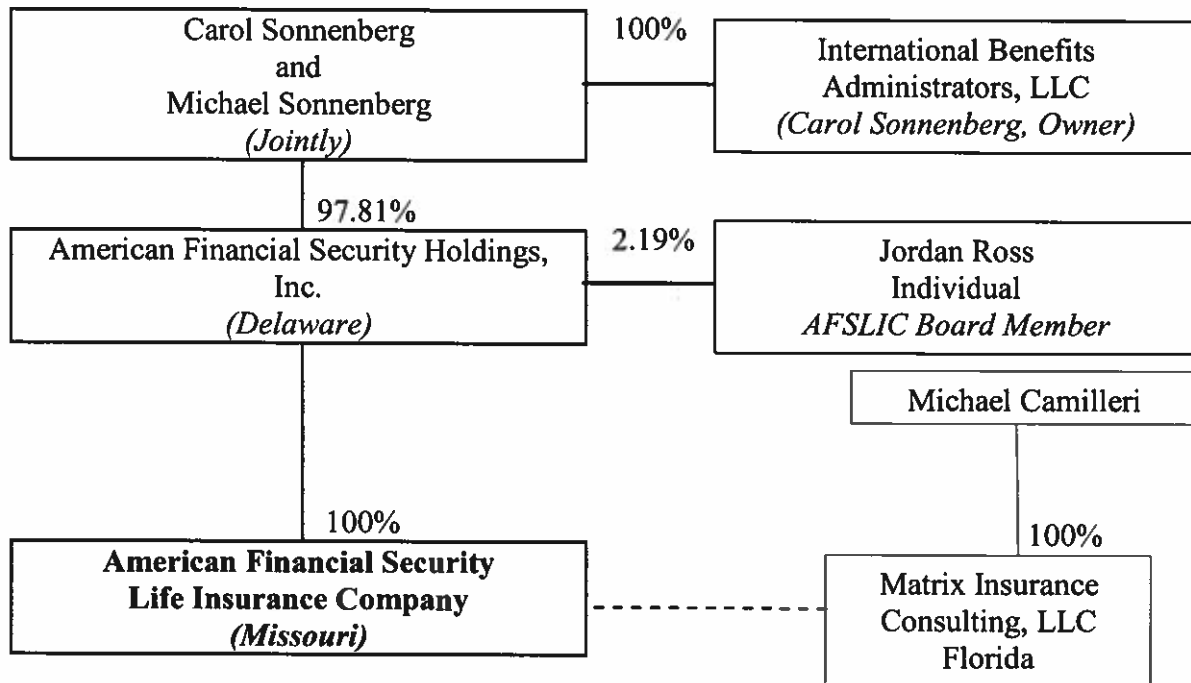 Carol Sonnenberg
and
Michael Sonnenberg
(Jointly)
100%
International Benefits
Administrators, LLC
(Carol Sonnenberg, Owner)
97.81%
American Financial Security Holdings,
Inc.
(Delaware)
2.19%
Jordan Ross
Individual
AFSLIC Board Member
Michael Camilleri
100%
American Financial Security
Life Insurance Company
(Missouri)
100%
Matrix Insurance
Consulting, LLC
Florida